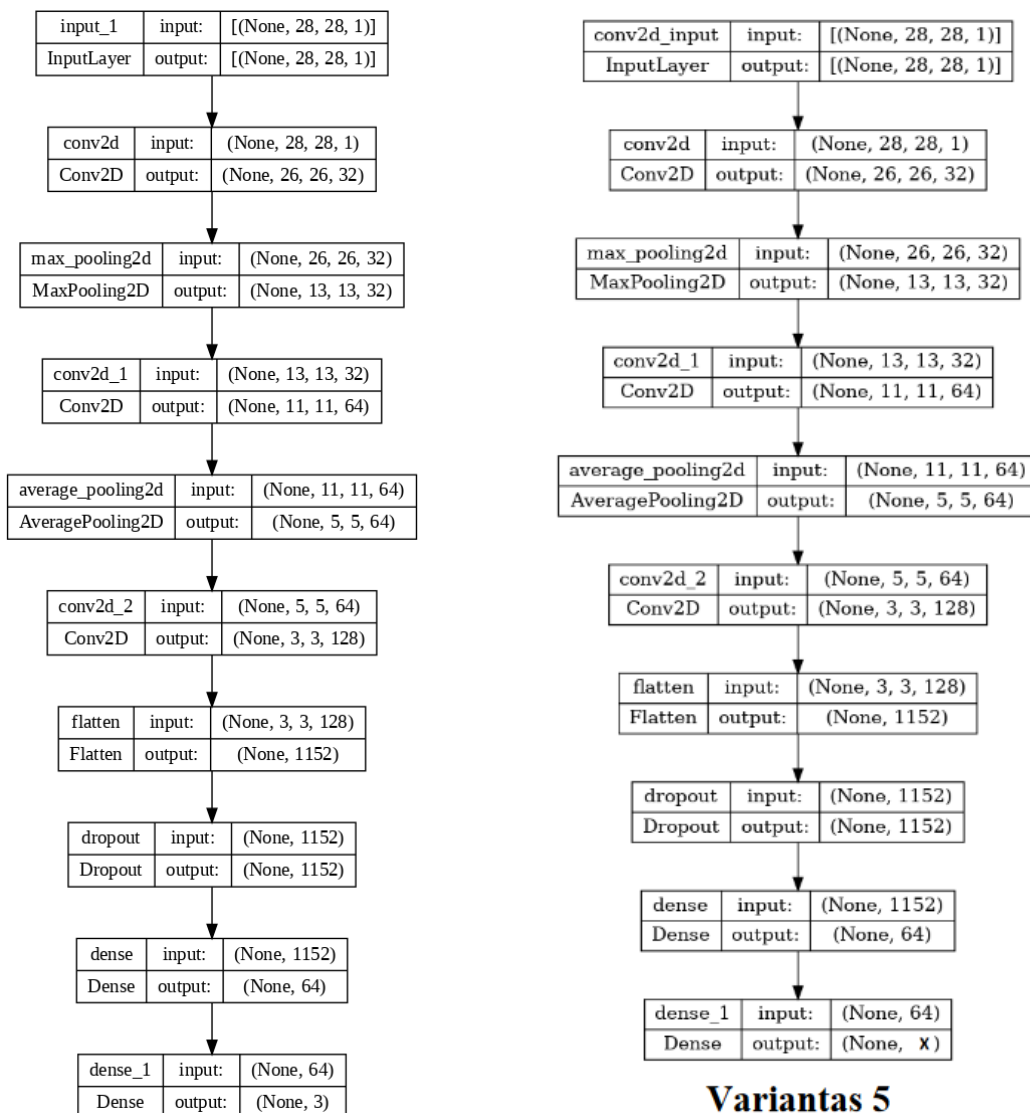 input_1 input: [(None, 28, 28, 1)]
InputLayer output: [(None, 28, 28, 1)]
conv2d input: (None, 28, 28, 1)
Conv2D output: (None, 26, 26, 32)
max_pooling2d input: (None, 26, 26, 32)
MaxPooling2D output: (None, 13, 13, 32)
conv2d_1 input: (None, 13, 13, 32)
Conv2D output: (None, 11, 11, 64)
average_pooling2d input: (None, 11, 11, 64)
AveragePooling2D output: (None, 5, 5, 64)
conv2d_2 input: (None, 5, 5, 64)
Conv2D output: (None, 3, 3, 128)
flatten input: (None, 3, 3, 128)
Flatten output: (None, 1152)
dropout input: (None, 1152)
Dropout output: (None, 1152)
dense input: (None, 1152)
Dense output: (None, 64)
dense_1 input: (None, 64)
Dense output: (None, 3)
conv2d_input input: [(None, 28, 28, 1)]
InputLayer output: [(None, 28, 28, 1)]
conv2d input: (None, 28, 28, 1)
Conv2D output: (None, 26, 26, 32)
max_pooling2d input: (None, 26, 26, 32)
MaxPooling2D output: (None, 13, 13, 32)
conv2d_1 input: (None, 13, 13, 32)
Conv2D output: (None, 11, 11, 64)
average_pooling2d input: (None, 11, 11, 64)
AveragePooling2D output: (None, 5, 5, 64)
conv2d_2 input: (None, 5, 5, 64)
Conv2D output: (None, 3, 3, 128)
flatten input: (None, 3, 3, 128)
Flatten output: (None, 1152)
dropout input: (None, 1152)
Dropout output: (None, 1152)
dense input: (None, 1152)
Dense output: (None, 64)
dense_1 input: (None, 64)
Dense output: (None, X)
Variantas 5